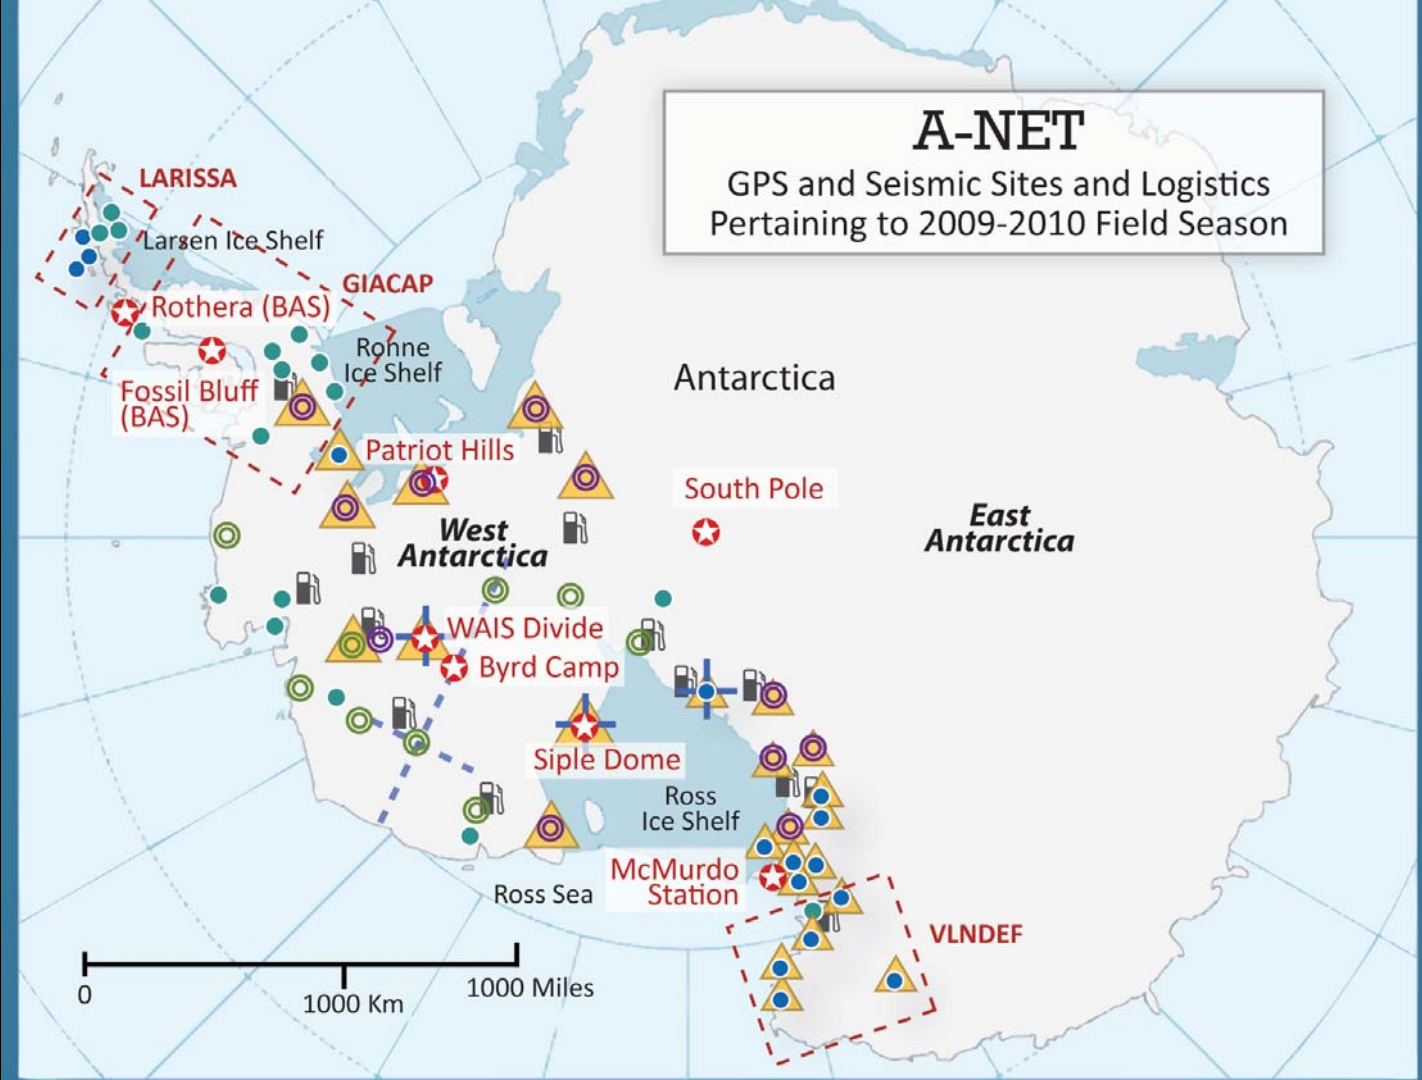 A-NET
GPS and Seismic Sites and Logistics
Pertaining to 2009-2010 Field Season
LARISSA
Larsen Ice Shelf
GIACAP
Rothera (BAS)
Ronne
Ice Shelf
Fossil Bluff
(BAS)
Antarctica
Patriot Hills
South Pole
West
Antarctica
East
Antarctica
WAIS Divide
Byrd Camp
Siple Dome
Ross
Ice Shelf
McMurdo
Station
Ross Sea
VLNDEF
0
1000 Km
1000 Miles